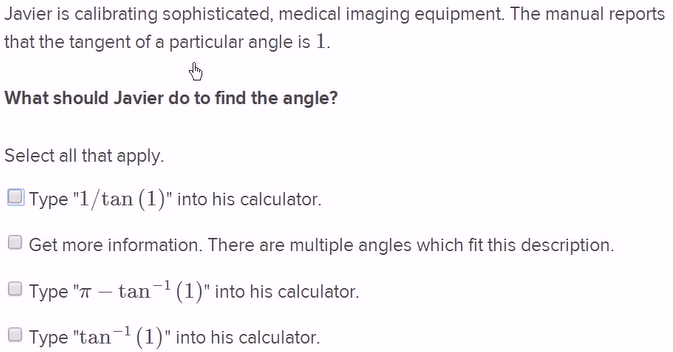 Javier is calibrating sophisticated, medical imaging equipment. The manual reports
that the tangent of a particular angle is 1.
What should Javier do to find the angle?
Select all that apply.
Type "1/tan (1)" into his calculator.
Get more information. There are multiple angles which fit this description.
Type "π − tan⁻¹ (1)" into his calculator.
Type "tan⁻¹ (1)" into his calculator.